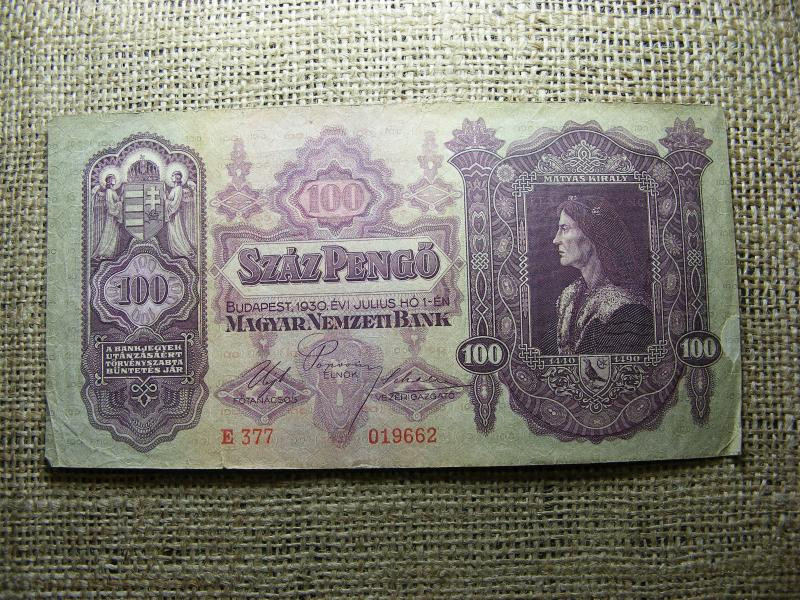 100
A BANKJEGYEK
UTÁNZÁSÁÉRT
TÖRVÉNYSZABTA
BÜNTETÉS JÁR
100
SZÁZ PENGŐ
BUDAPEST, 1930. ÉVI JULIUS HÓ 1-ÉN
MAGYAR NEMZETI BANK
Popovics
FŐTANÁCSOS
ELNÖK
VEZÉRIGAZGATÓ
E 377
019662
MÁTYÁS KIRÁLY
100
1440
1490
100